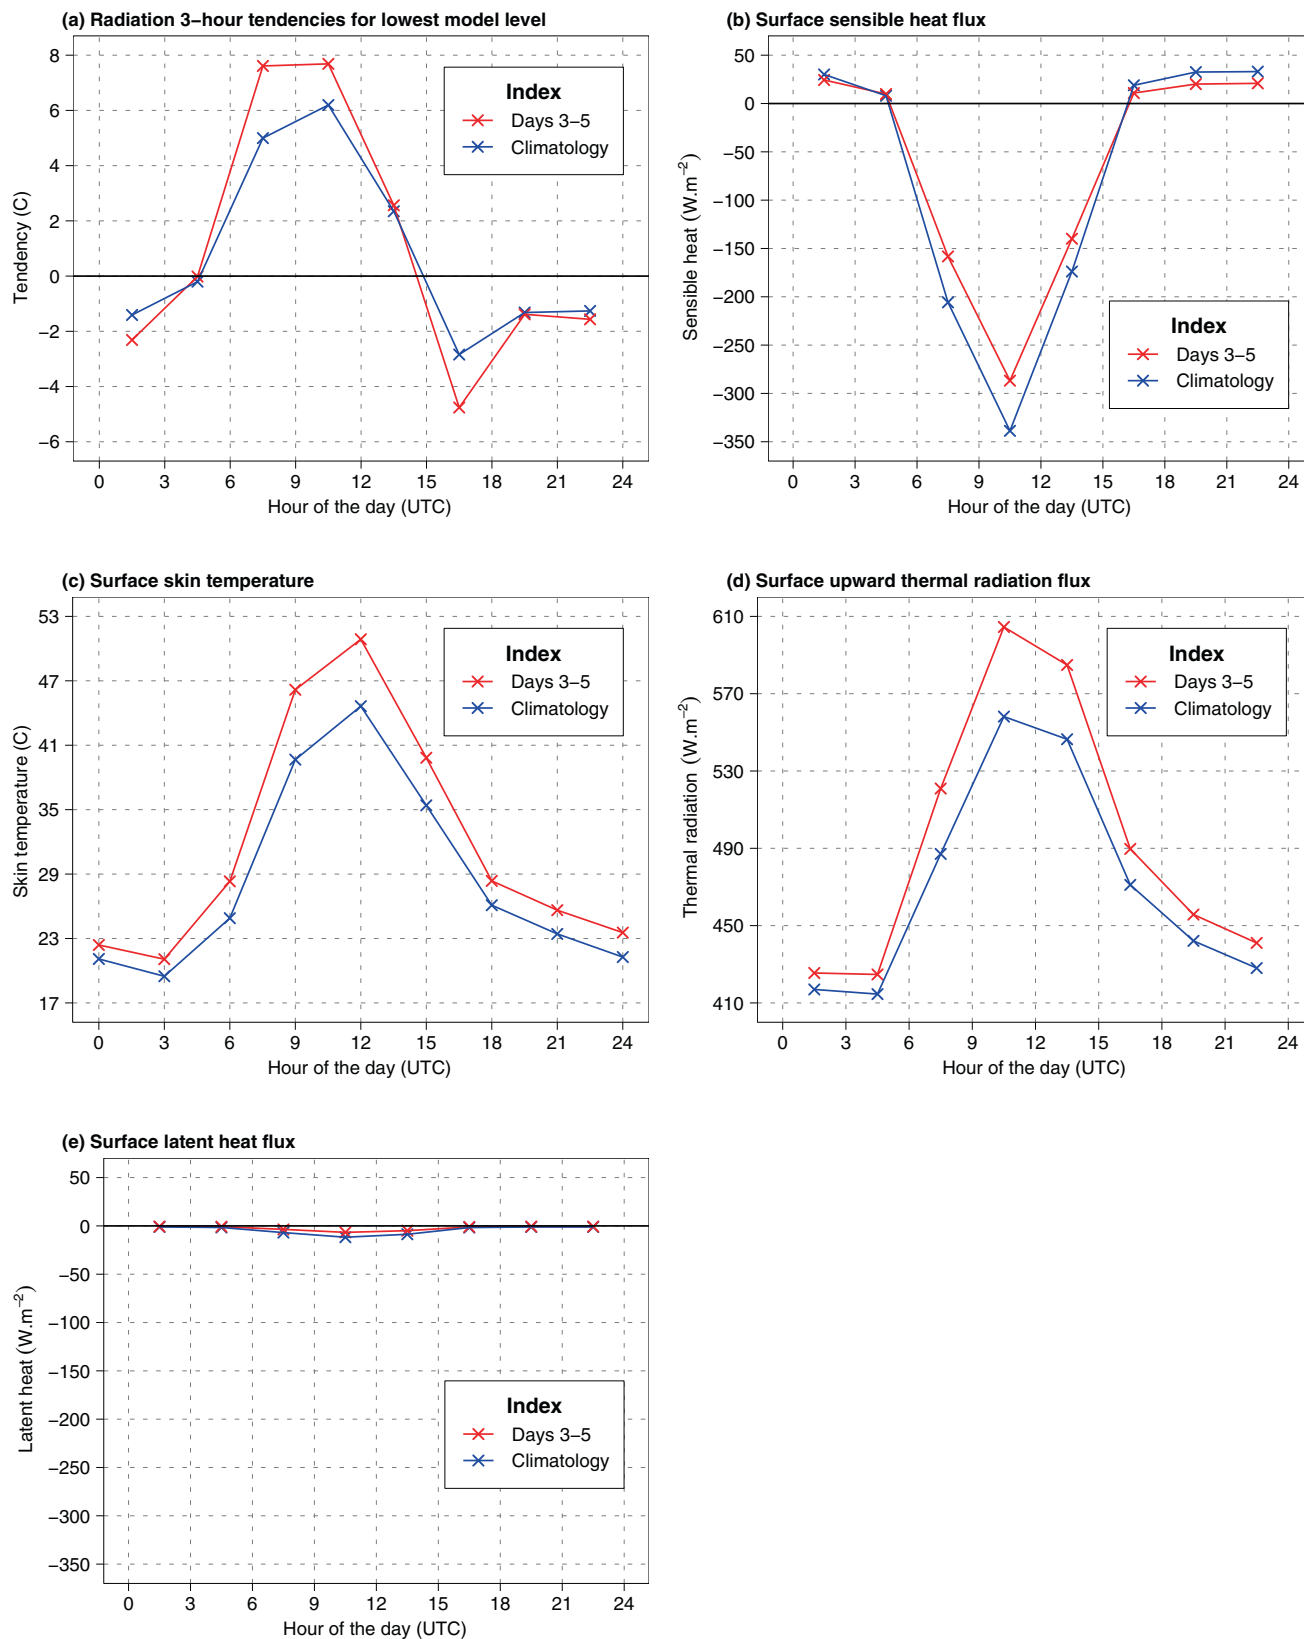 (a) Radiation 3−hour tendencies for lowest model level
8
6
4
2
0
−2
−4
−6
Tendency (C)
0 3 6 9 12 15 18 21 24
Hour of the day (UTC)
Index
Days 3−5
Climatology
(b) Surface sensible heat flux
50
0
−50
−100
−150
−200
−250
−300
−350
Sensible heat (W.m−2)
0 3 6 9 12 15 18 21 24
Hour of the day (UTC)
Index
Days 3−5
Climatology
(c) Surface skin temperature
53
47
41
35
29
23
17
Skin temperature (C)
0 3 6 9 12 15 18 21 24
Hour of the day (UTC)
Index
Days 3−5
Climatology
(d) Surface upward thermal radiation flux
610
570
530
490
450
410
Thermal radiation (W.m−2)
0 3 6 9 12 15 18 21 24
Hour of the day (UTC)
Index
Days 3−5
Climatology
(e) Surface latent heat flux
50
0
−50
−100
−150
−200
−250
−300
−350
Latent heat (W.m−2)
0 3 6 9 12 15 18 21 24
Hour of the day (UTC)
Index
Days 3−5
Climatology